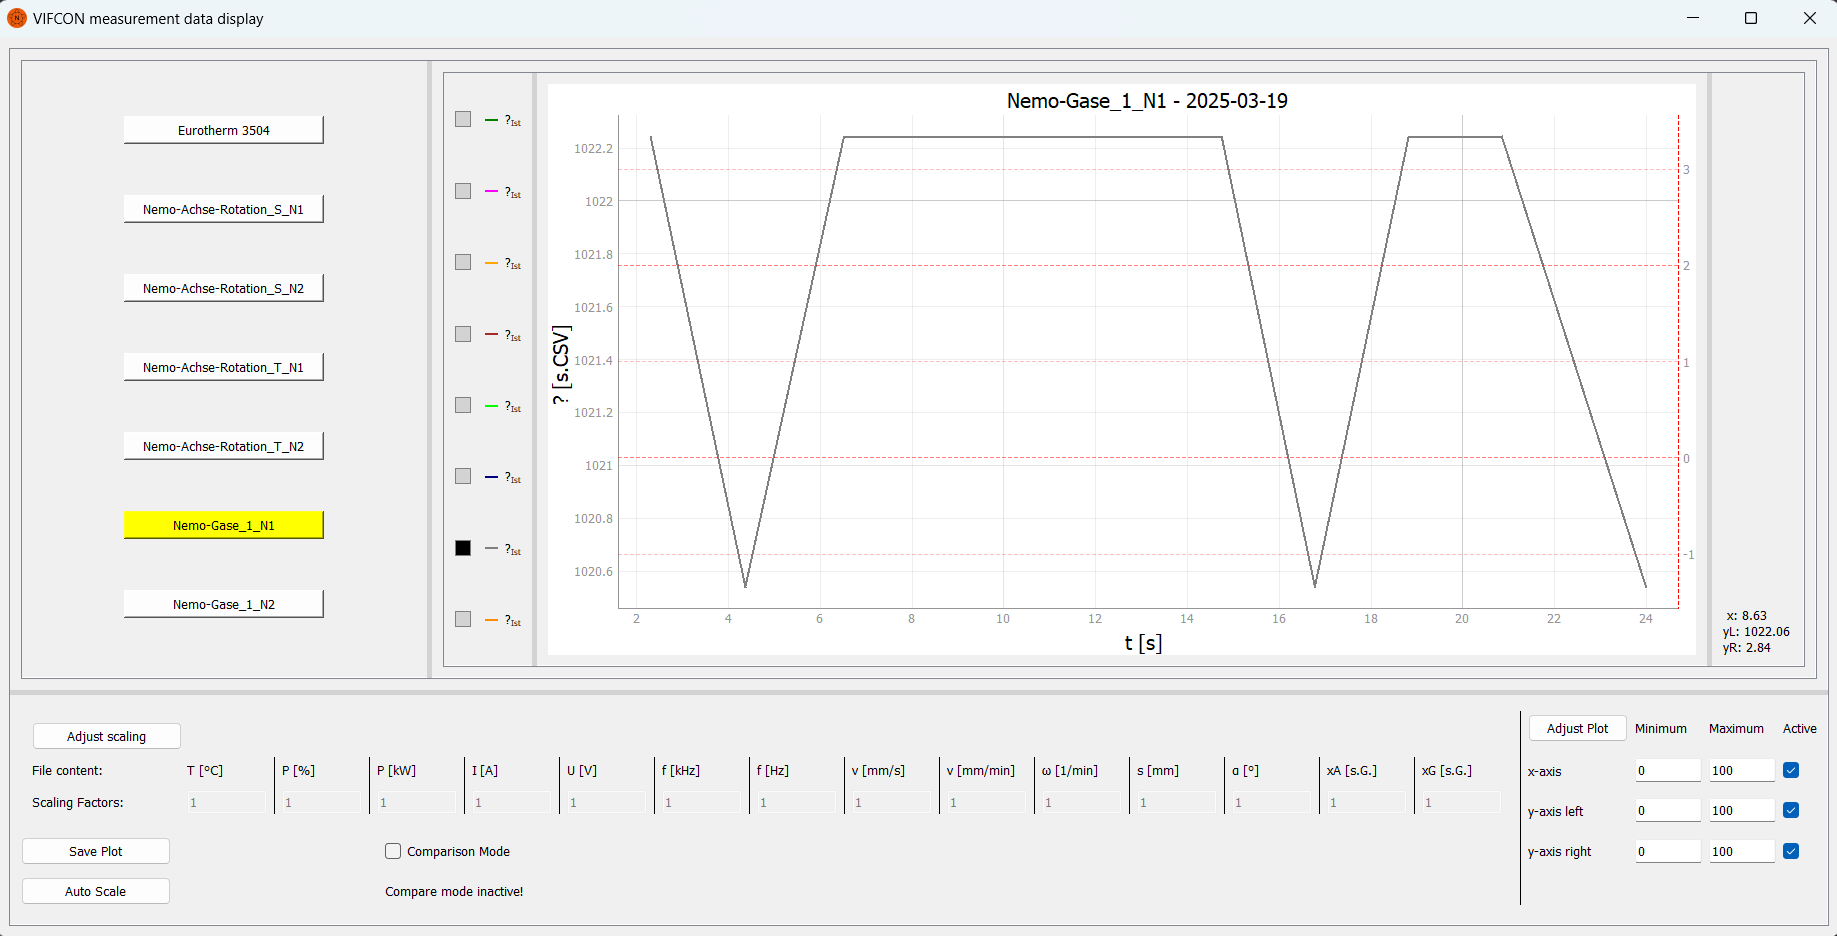 VIFCON measurement data display
Eurotherm 3504
Nemo-Achse-Rotation_S_N1
Nemo-Achse-Rotation_S_N2
Nemo-Achse-Rotation_T_N1
Nemo-Achse-Rotation_T_N2
Nemo-Gase_1_N1
Nemo-Gase_1_N2
?Ist
?Ist
?Ist
?Ist
?Ist
?Ist
?Ist
?Ist
Nemo-Gase_1_N1 - 2025-03-19
? [s.CSV]
1022.2
1022
1021.8
1021.6
1021.4
1021.2
1021
1020.8
1020.6
3
2
1
0
-1
2 4 6 8 10 12 14 16 18 20 22 24
t [s]
x: 8.63
yL: 1022.06
yR: 2.84
Adjust scaling
File content: T [°C] P [%] P [kW] I [A] U [V] f [kHz] f [Hz] v [mm/s] v [mm/min] ω [1/min] s [mm] α [°] xA [s.G.] xG [s.G.]
Scaling Factors: 1 1 1 1 1 1 1 1 1 1 1 1 1 1
Save Plot
Comparison Mode
Auto Scale
Compare mode inactive!
Adjust Plot Minimum Maximum Active
x-axis 0 100
y-axis left 0 100
y-axis right 0 100